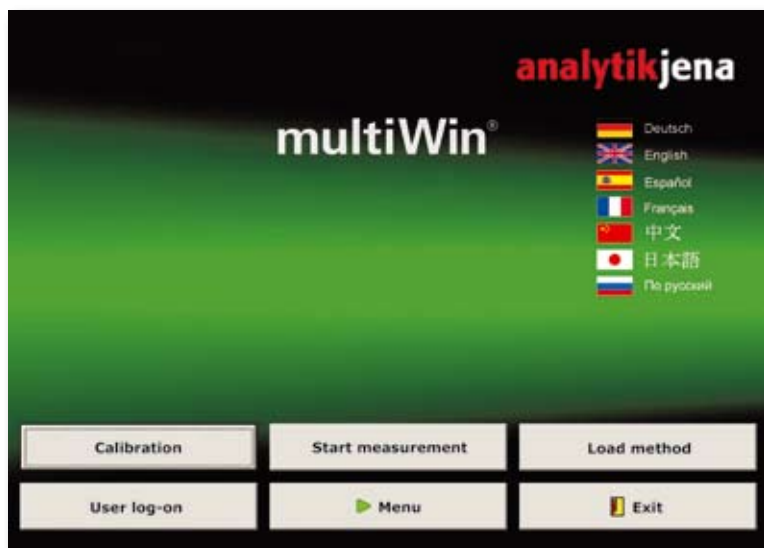 analytikjena
multiWin®
Deutsch
English
Español
Français
中文
日本語
По русский
Calibration
Start measurement
Load method
User log-on
Menu
Exit